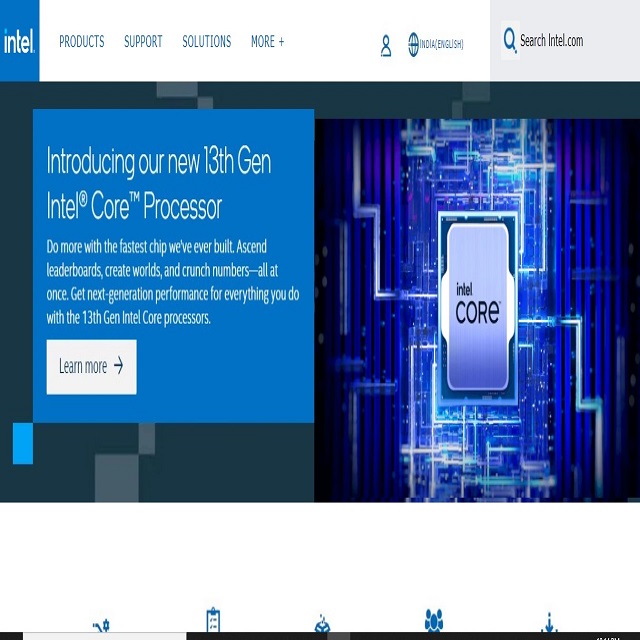 intel.
PRODUCTS SUPPORT SOLUTIONS MORE +
INDIA(ENGLISH)
Search Intel.com
Introducing our new 13th Gen
Intel® Core™ Processor
Do more with the fastest chip we've ever built. Ascend
leaderboards, create worlds, and crunch numbers—all at
once. Get next-generation performance for everything you do
with the 13th Gen Intel Core processors.
Learn more →
intel
CORE™